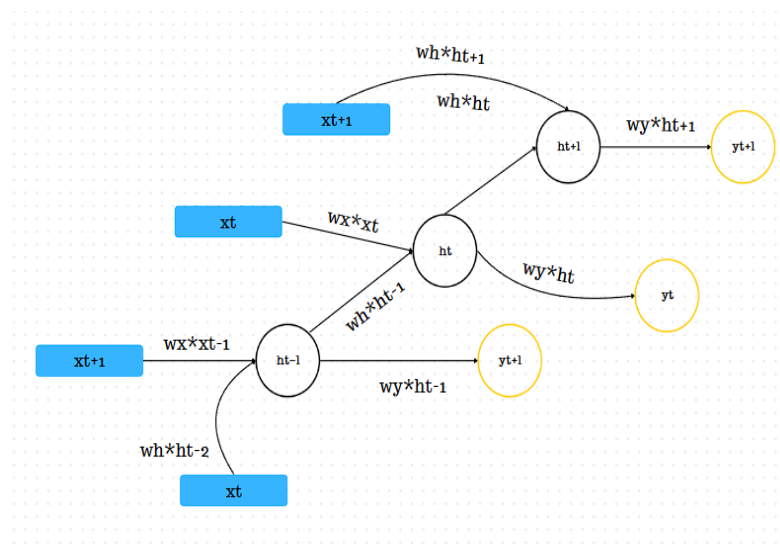 wh*ht+1
wh*ht
xt+1
ht+1
wy*ht+1
yt+1
xt
wx*xt
ht
wh*ht-1
wy*ht
yt
xt+1
wx*xt-1
ht-1
wy*ht-1
yt+1
wh*ht-2
xt